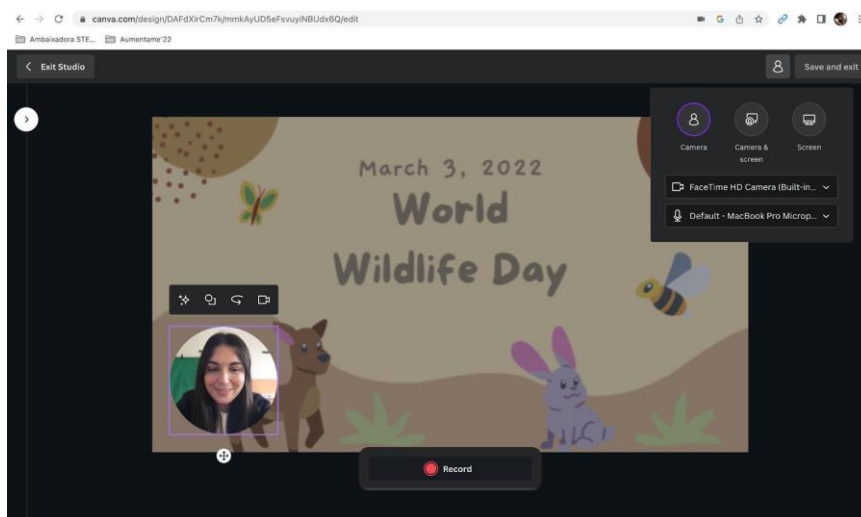 canva.com/design/DAFdXirCm7k/mmkAyUD5eFsvuyiNBUdx6Q/edit
Ambaixadora STE...
Aumentame'22
Exit Studio
Save and exit
Camera
Camera &
screen
Screen
FaceTime HD Camera (Built-in...
Default - MacBook Pro Microp...
March 3, 2022
World
Wildlife Day
Record